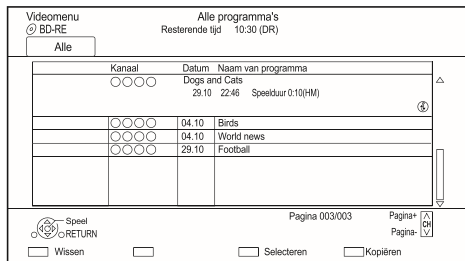 Videomenu
Alle programma's
BD-RE
Resterende tijd 10:30 (DR)
Alle
Kanaal Datum Naam van programma
Dogs and Cats
29.10 22:46 Speelduur 0:10(HM)
04.10 Birds
04.10 World news
29.10 Football
Speel
RETURN
Pagina 003/003
Pagina+
CH
Pagina-
Wissen Selecteren Kopiëren